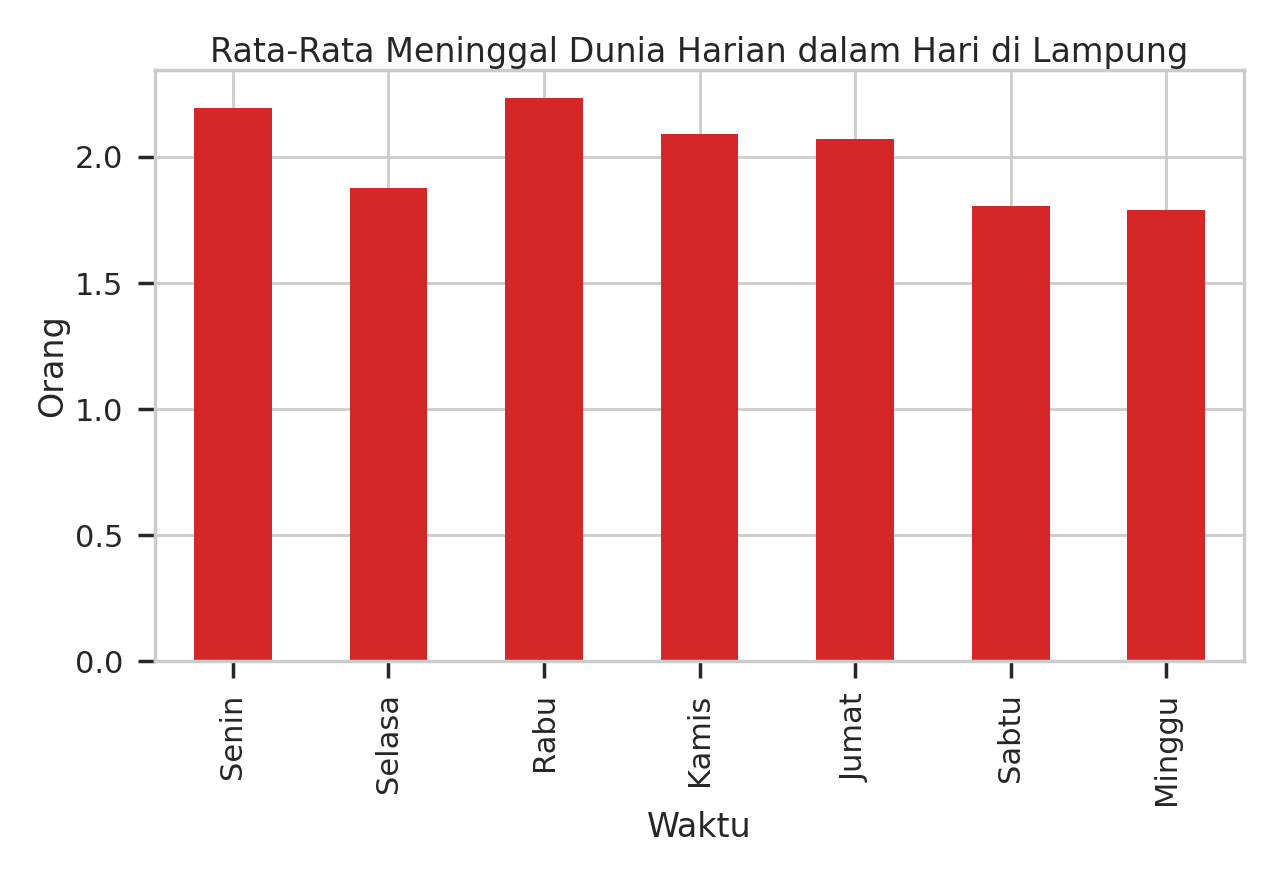 Rata-Rata Meninggal Dunia Harian dalam Hari di Lampung
2.0
1.5
1.0
0.5
0.0
Orang
Senin
Selasa
Rabu
Kamis
Jumat
Sabtu
Minggu
Waktu